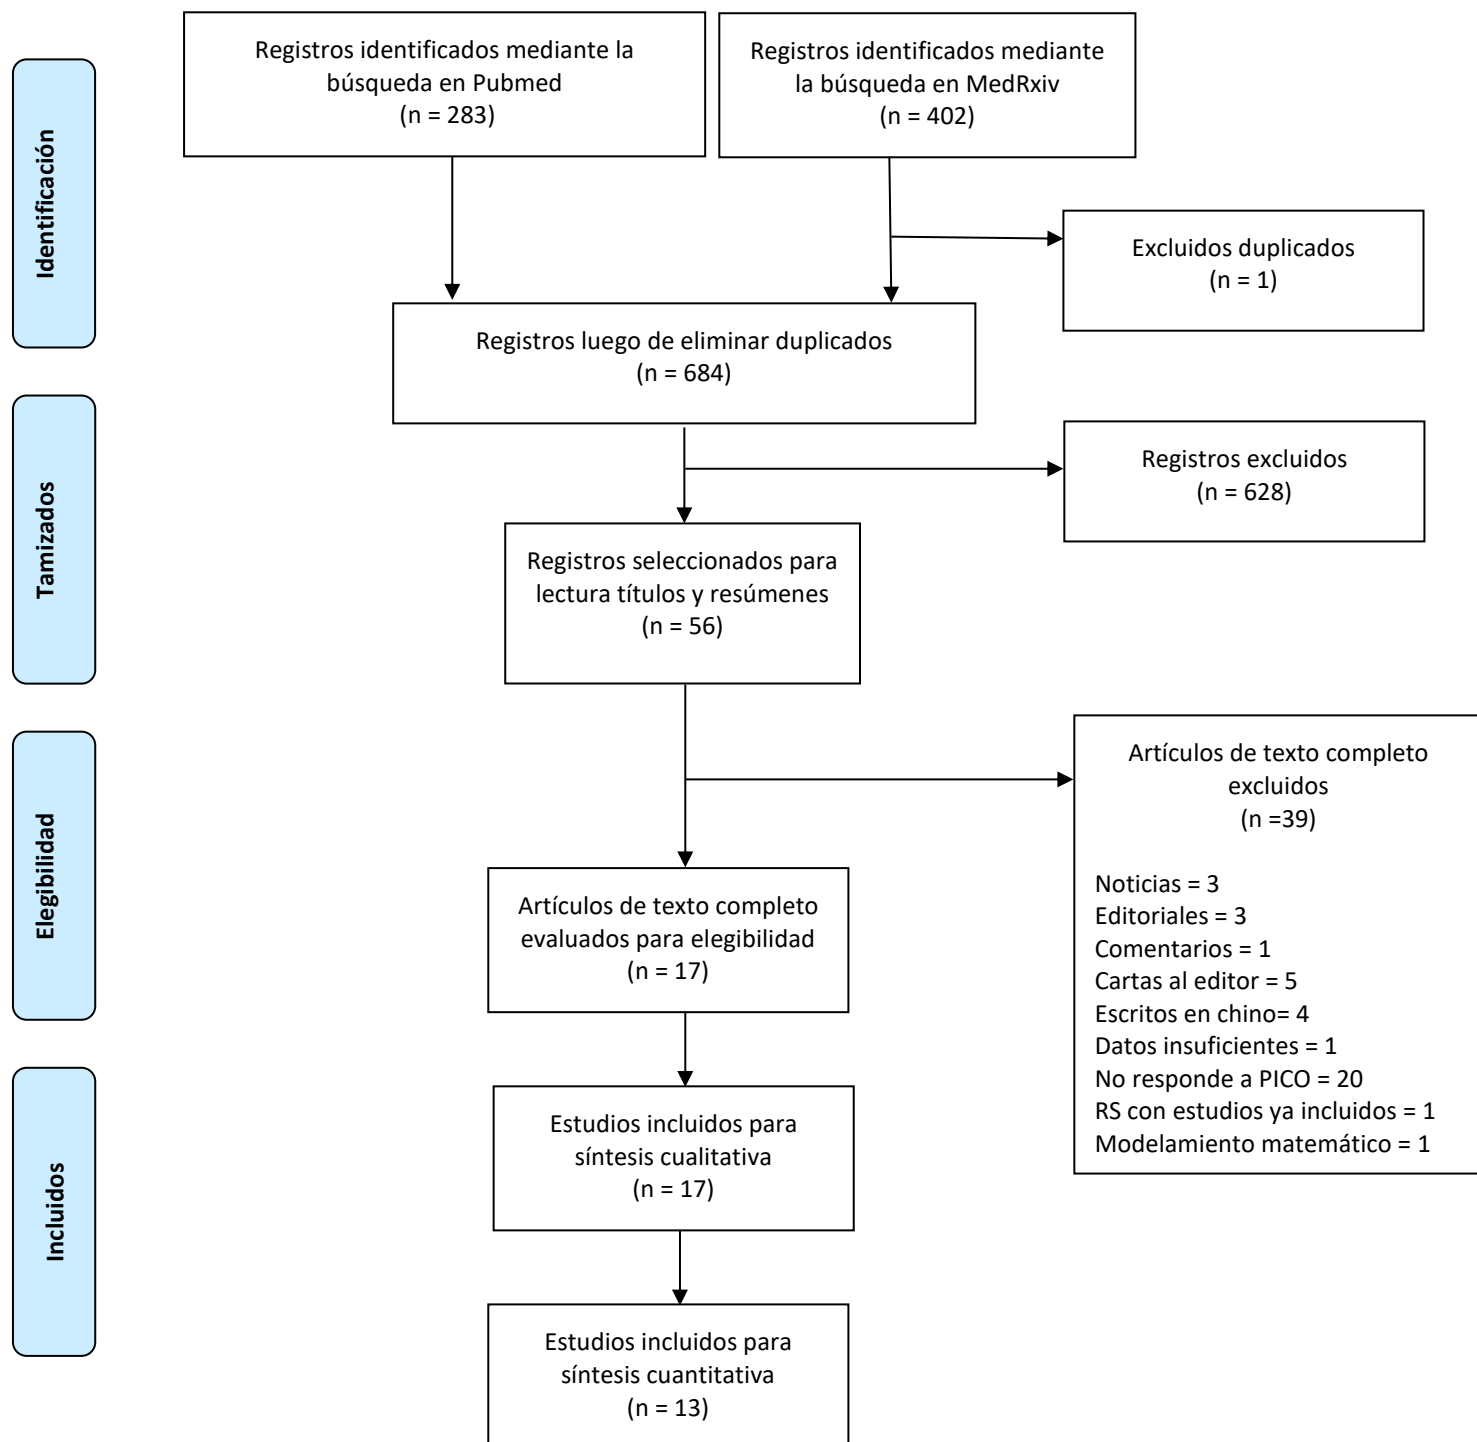 Registros identificados mediante la
búsqueda en Pubmed
(n = 283)
Registros identificados mediante
la búsqueda en MedRxiv
(n = 402)
Identificación
Excluidos duplicados
(n = 1)
Registros luego de eliminar duplicados
(n = 684)
Tamizados
Registros excluidos
(n = 628)
Registros seleccionados para
lectura títulos y resúmenes
(n = 56)
Elegibilidad
Artículos de texto completo
excluidos
(n =39)
Noticias = 3
Editoriales = 3
Comentarios = 1
Cartas al editor = 5
Escritos en chino= 4
Datos insuficientes = 1
No responde a PICO = 20
RS con estudios ya incluidos = 1
Modelamiento matemático = 1
Artículos de texto completo
evaluados para elegibilidad
(n = 17)
Incluidos
Estudios incluidos para
síntesis cualitativa
(n = 17)
Estudios incluidos para
síntesis cuantitativa
(n = 13)